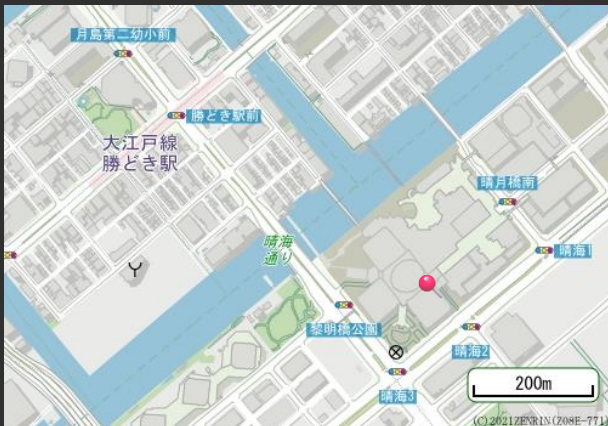 月島第二幼小前
勝どき駅前
大江戸線
勝どき駅
晴月橋南
晴海
通り
晴海1
黎明橋公園
晴海2
200m
晴海3
(C)2021ZENRIN(Z08E-771)